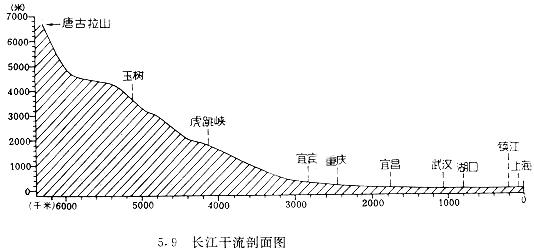 (米)
7000
唐古拉山
6000
5000
玉树
4000
3000
虎跳峡
2000
宜宾
重庆
宜昌
武汉
湖口
镇江
上海
1000
0
(千米)6000
5000
4000
3000
2000
1000
0
5.9 长江干流剖面图